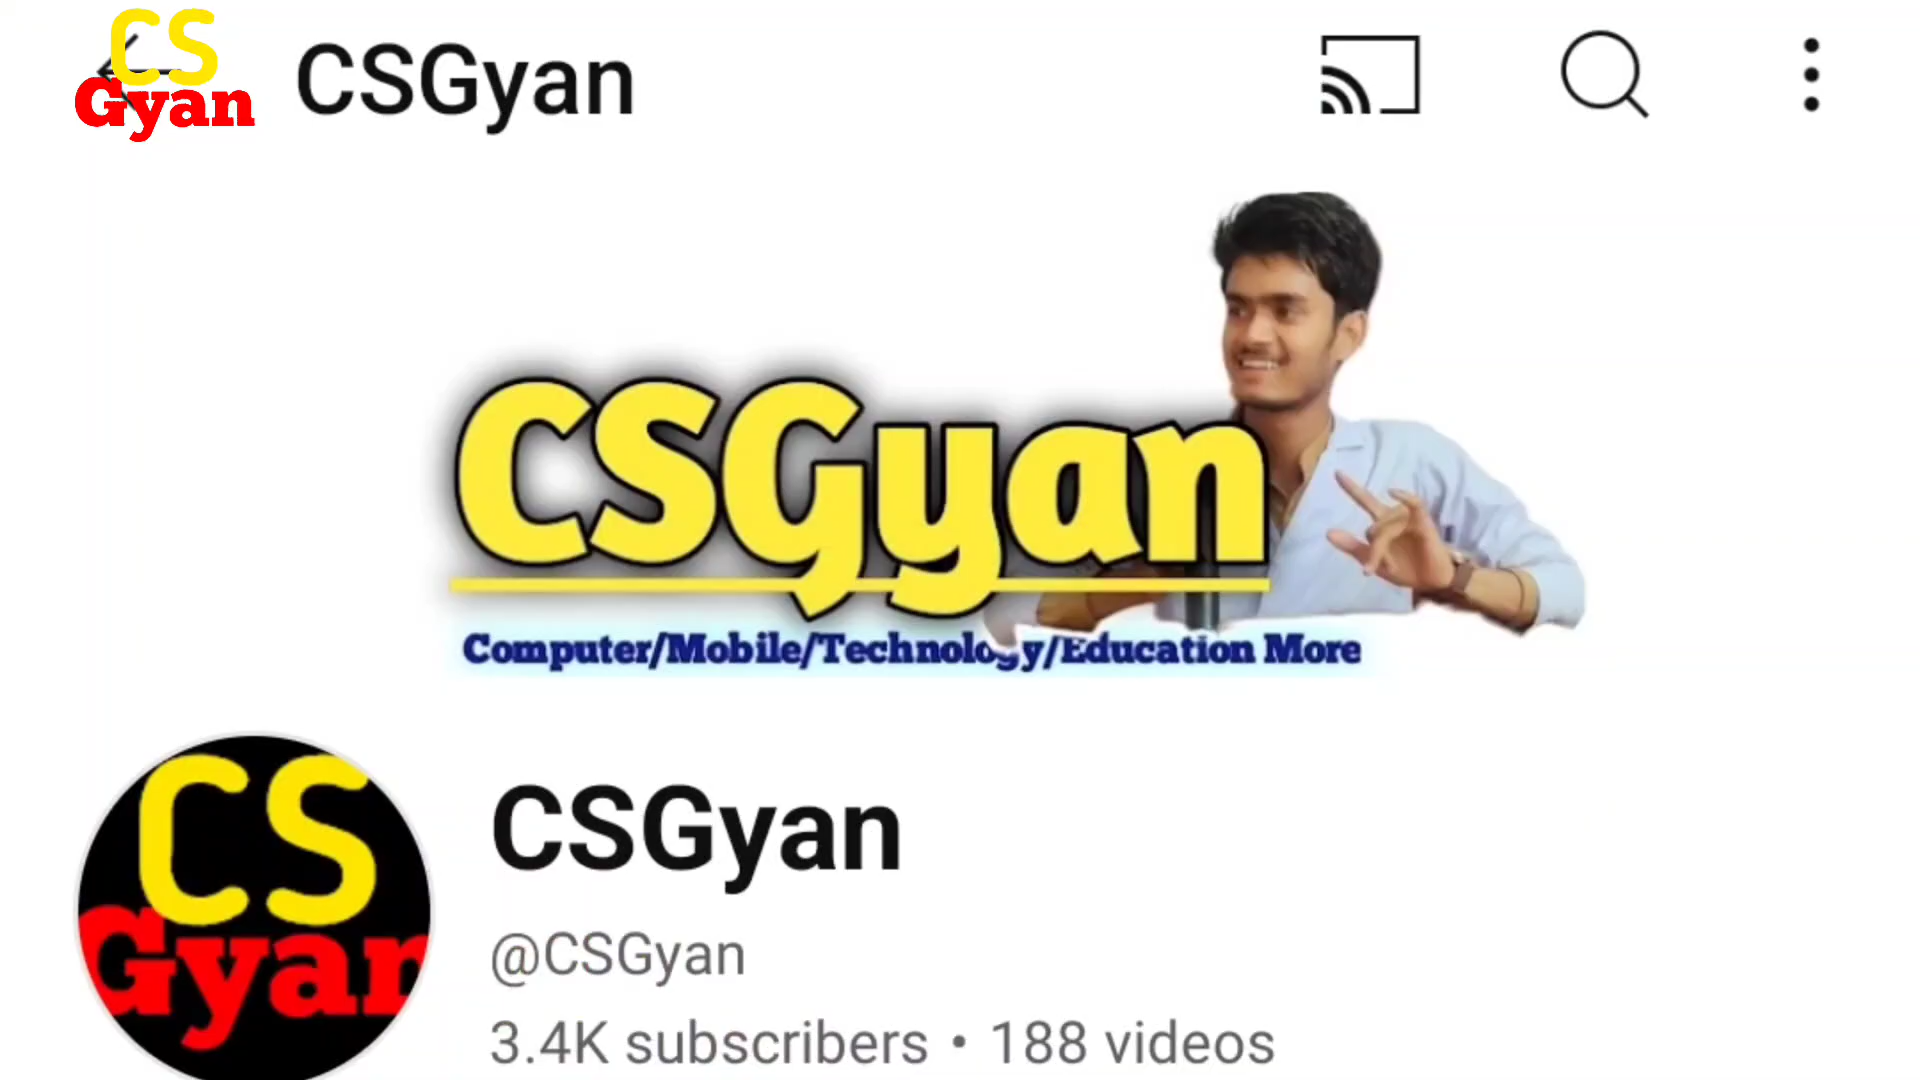 CS
Gyan
CSGyan
CSGyan
Computer/Mobile/Technology/Education More
CS
Gyan
CSGyan
@CSGyan
3.4K subscribers • 188 videos